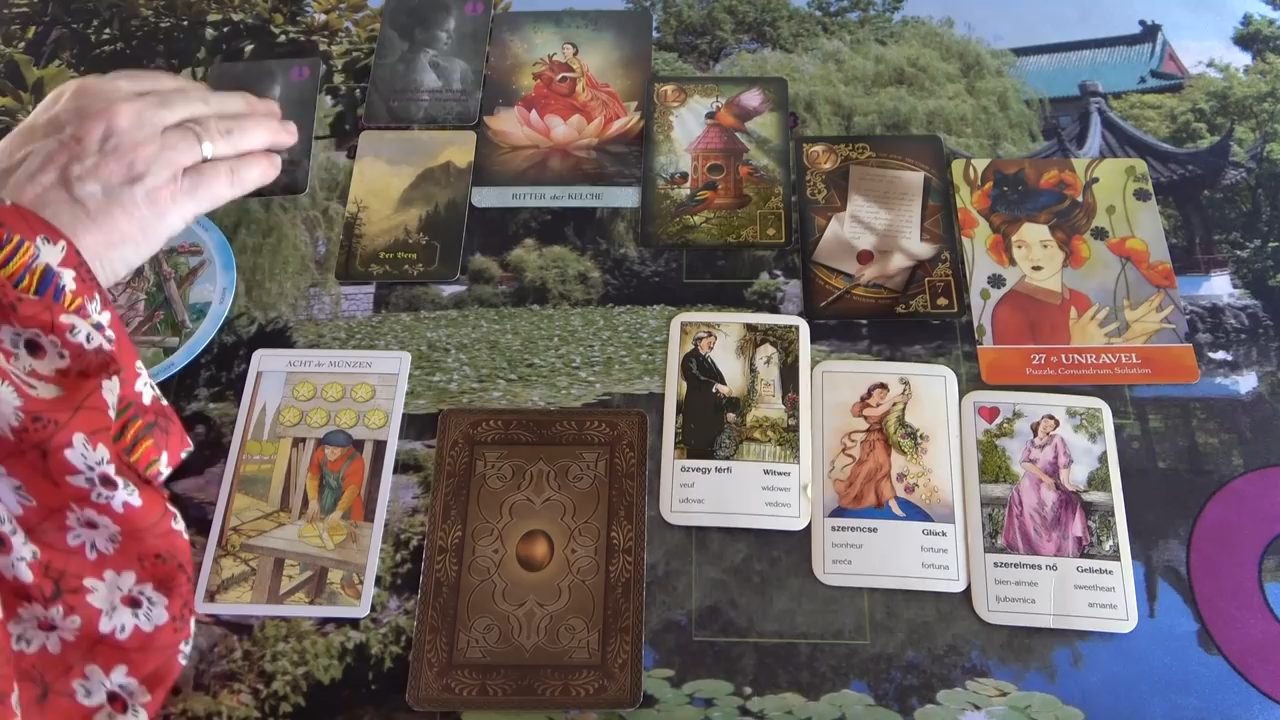 RITTER der KELCHE
12
27
7
Der Berg
27 UNRAVEL
Puzzle, Conundrum, Solution
ACHT der MÜNZEN
özvegy férfi Witwer
veuf widower
udovac vedovo
szerencse Glück
bonheur fortune
sreća fortuna
szerelmes nő Geliebte
bien-aimée sweetheart
ljubavnica amante